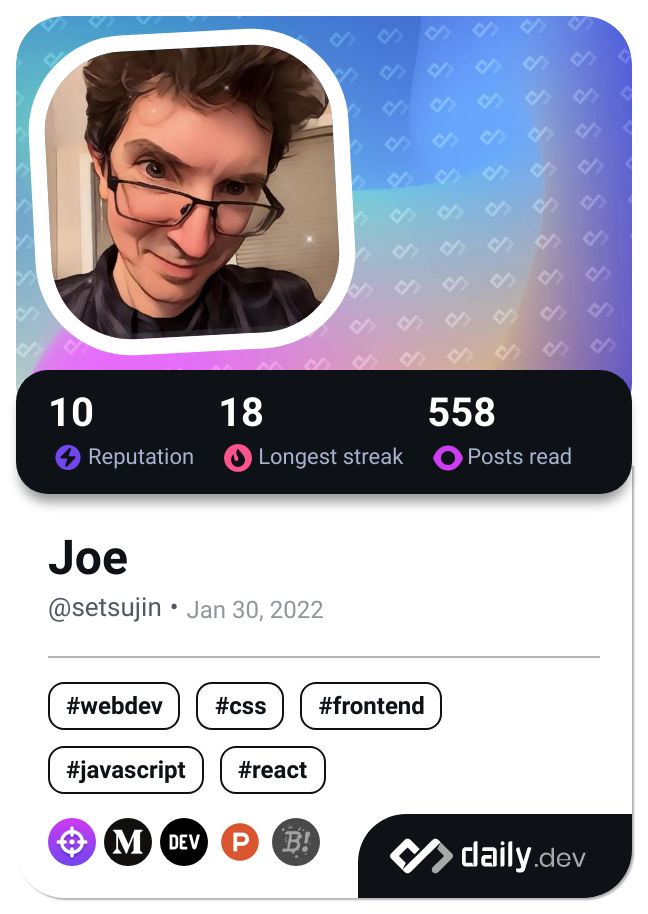 10 18 558
Reputation Longest streak Posts read
Joe
@setsujin • Jan 30, 2022
#webdev #css #frontend
#javascript #react
M DEV P B!
daily.dev